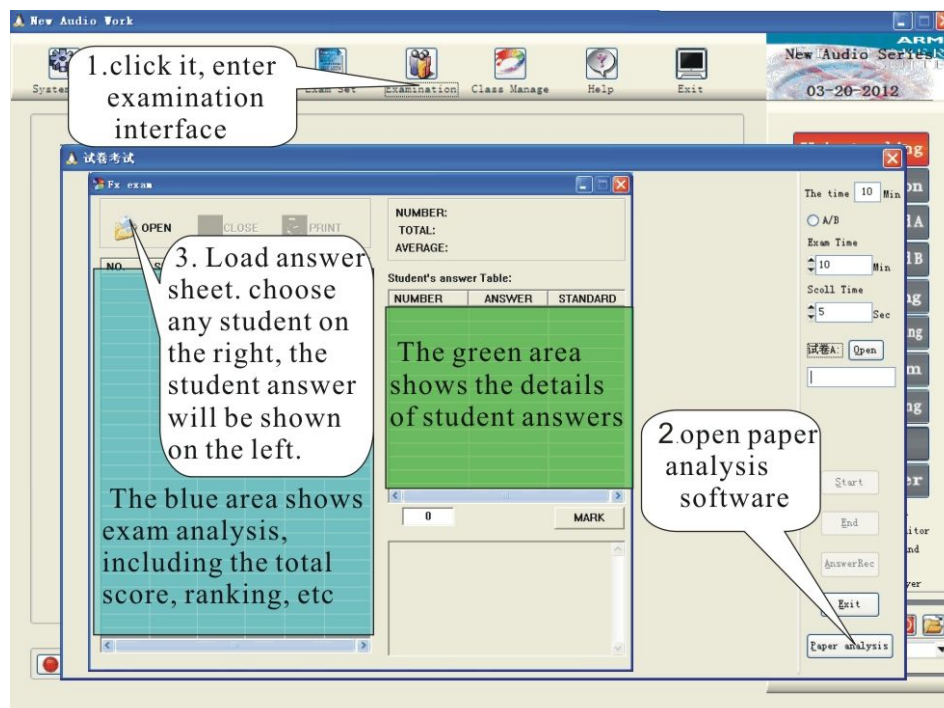 New Audio Work
Exam Set
Examination
Class Manage
Help
Exit
ARM
New Audio Series
03-20-2012
1.click it, enter
examination
interface
试卷考试
Fx exam
OPEN
CLOSE
PRINT
NUMBER:
TOTAL:
AVERAGE:
NO.
Student's answer Table:
NUMBER
ANSWER
STANDARD
3. Load answer
sheet. choose
any student on
the right, the
student answer
will be shown
on the left.
The green area
shows the details
of student answers
The blue area shows
exam analysis,
including the total
score, ranking, etc
0
MARK
The time 10 Min
A/B
Exam Time
10 Min
Scoll Time
5 Sec
试卷A: Open
2.open paper
analysis
software
Start
End
AnswerRec
Exit
Paper analysis